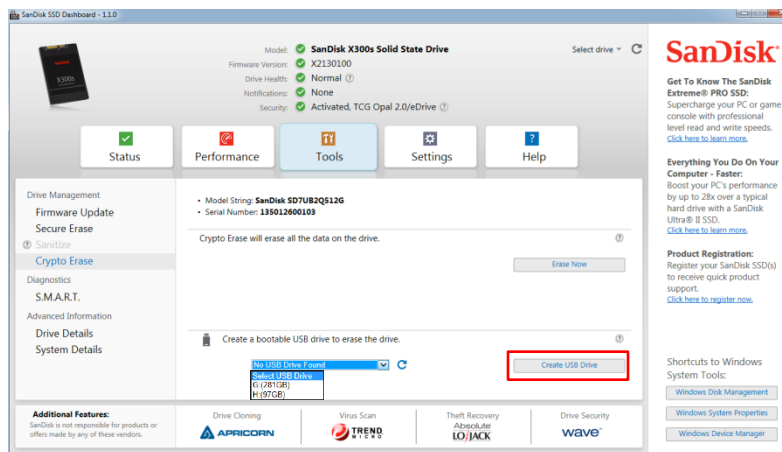 SanDisk SSD Dashboard - 1.1.0
Model: SanDisk X300s Solid State Drive
Select drive
Firmware Version: X2130100
Drive Health: Normal
Notifications: None
Security: Activated, TCG Opal 2.0/eDrive
SanDisk
X300s
Status
Performance
Tools
Settings
Help
Drive Management
Firmware Update
Secure Erase
Sanitize
Crypto Erase
Diagnostics
S.M.A.R.T.
Advanced Information
Drive Details
System Details
• Model String: SanDisk SD7UB2Q512G
• Serial Number: 135012600103
Crypto Erase will erase all the data on the drive.
Erase Now
Create a bootable USB drive to erase the drive.
No USB Drive Found
Select USB Drive
G:(781GB)
H:(97GB)
Create USB Drive
Additional Features:
SanDisk is not responsible for products or
offers made by any of these vendors.
Drive Cloning
APRICORN
Virus Scan
TREND
MICRO
Theft Recovery
Absolute
LO/JACK
Drive Security
wave
SanDisk
Get To Know The SanDisk
Extreme® PRO SSD:
Supercharge your PC or game
console with professional
level read and write speeds.
Click here to learn more.
Everything You Do On Your
Computer - Faster:
Boost your PC's performance
by up to 28x over a typical
hard drive with a SanDisk
Ultra® II SSD.
Click here to learn more.
Product Registration:
Register your SanDisk SSD(s)
to receive quick product
support.
Click here to register now.
Shortcuts to Windows
System Tools:
Windows Disk Management
Windows System Properties
Windows Device Manager